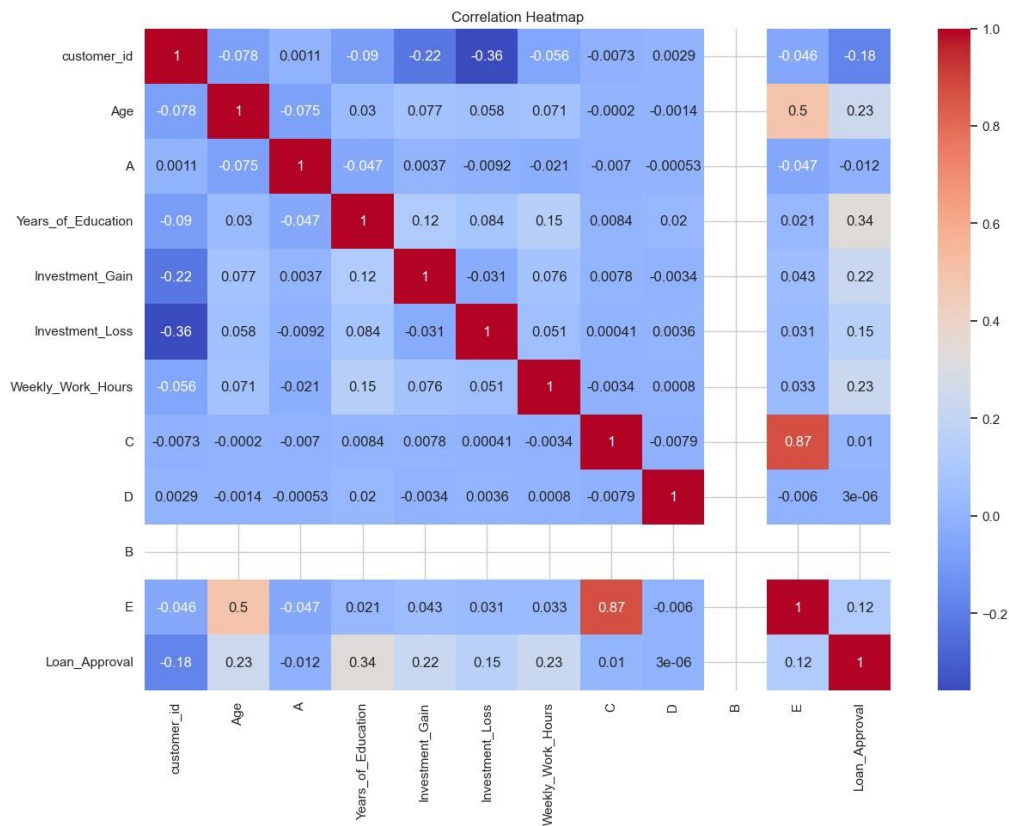 Correlation Heatmap
customer_id 1 -0.078 0.0011 -0.09 -0.22 -0.36 -0.056 -0.0073 0.0029 -0.046 -0.18
Age -0.078 1 -0.075 0.03 0.077 0.058 0.071 -0.0002 -0.0014 0.5 0.23
A 0.0011 -0.075 1 -0.047 0.0037 -0.0092 -0.021 -0.007 -0.00053 -0.047 -0.012
Years_of_Education -0.09 0.03 -0.047 1 0.12 0.084 0.15 0.0084 0.02 0.021 0.34
Investment_Gain -0.22 0.077 0.0037 0.12 1 -0.031 0.076 0.0078 -0.0034 0.043 0.22
Investment_Loss -0.36 0.058 -0.0092 0.084 -0.031 1 0.051 0.00041 0.0036 0.031 0.15
Weekly_Work_Hours -0.056 0.071 -0.021 0.15 0.076 0.051 1 -0.0034 0.0008 0.033 0.23
C -0.0073 -0.0002 -0.007 0.0084 0.0078 0.00041 -0.0034 1 -0.0079 0.87 0.01
D 0.0029 -0.0014 -0.00053 0.02 -0.0034 0.0036 0.0008 -0.0079 1 -0.006 3e-06
B
E -0.046 0.5 -0.047 0.021 0.043 0.031 0.033 0.87 -0.006 1 0.12
Loan_Approval -0.18 0.23 -0.012 0.34 0.22 0.15 0.23 0.01 3e-06 0.12 1
customer_id Age A Years_of_Education Investment_Gain Investment_Loss Weekly_Work_Hours C D B E Loan_Approval
1.0
0.8
0.6
0.4
0.2
0.0
-0.2